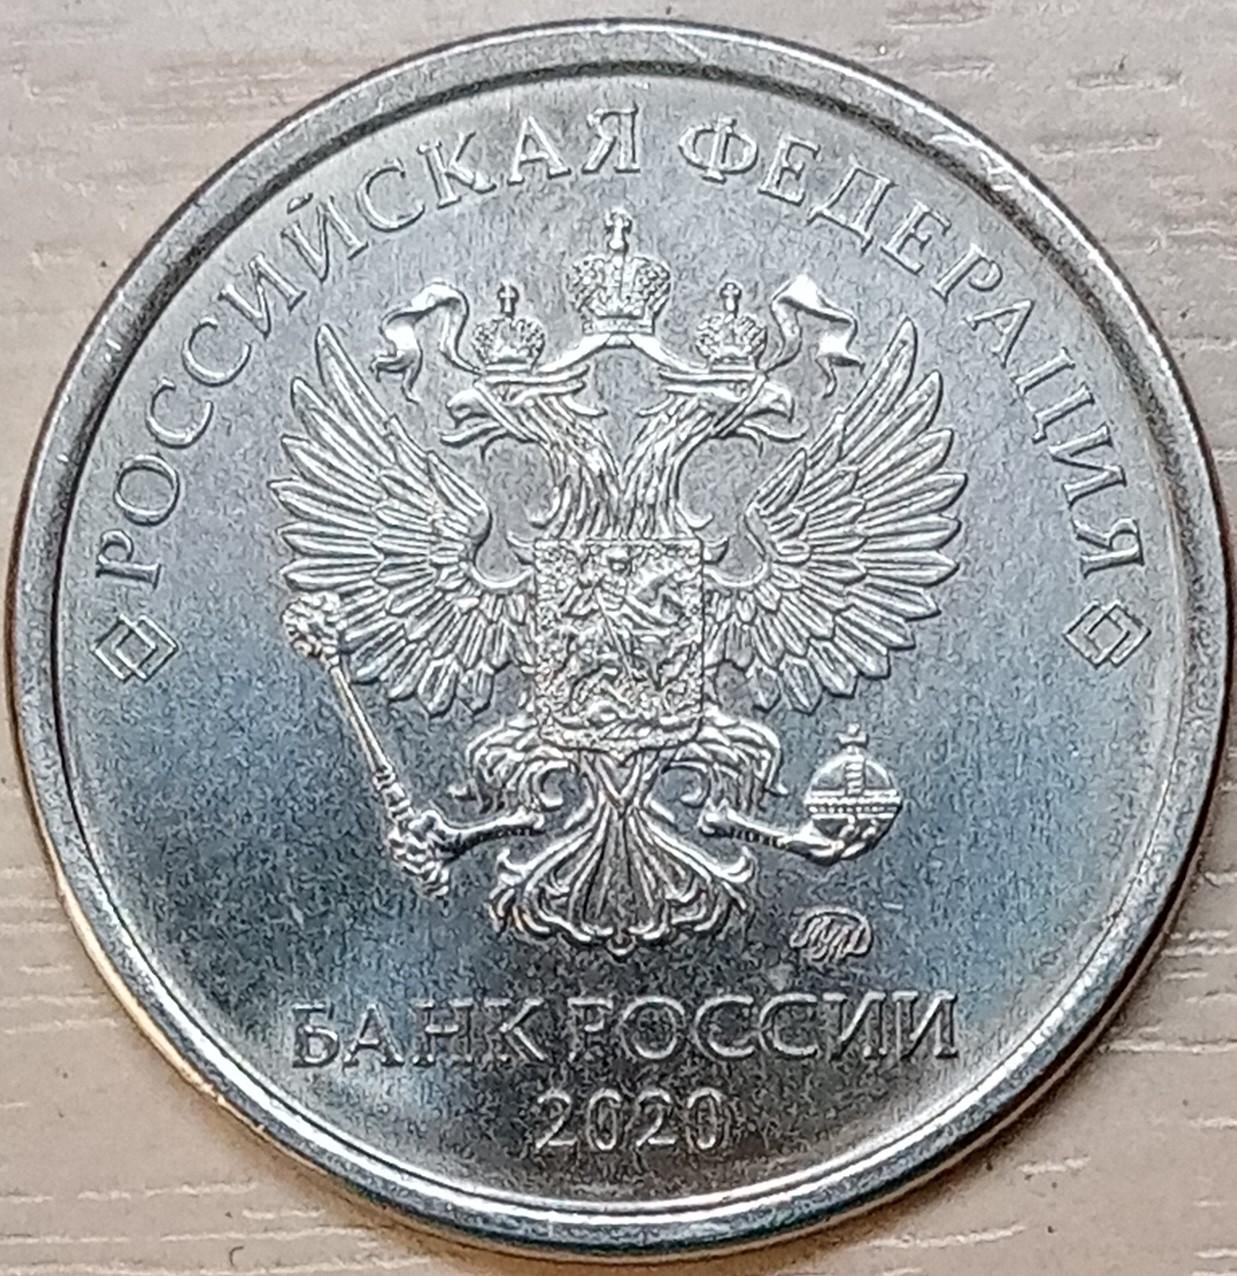 РОССИЙСКАЯ ФЕДЕРАЦИЯ
ММД
БАНК РОССИИ
2020